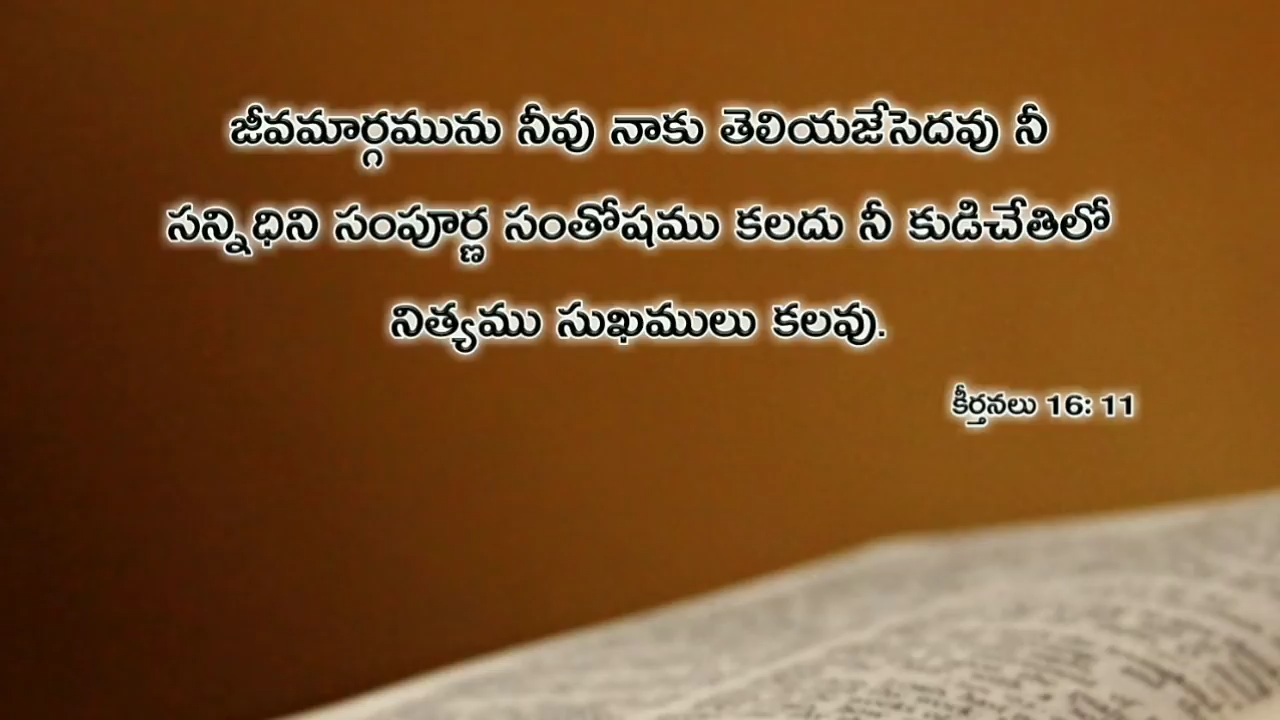 జీవమార్గమును నీవు నాకు తెలియజేసెదవు నీ
సన్నిధిని సంపూర్ణ సంతోషము కలదు నీ కుడిచేతిలో
నిత్యము సుఖములు కలవు.
కీర్తనలు 16: 11